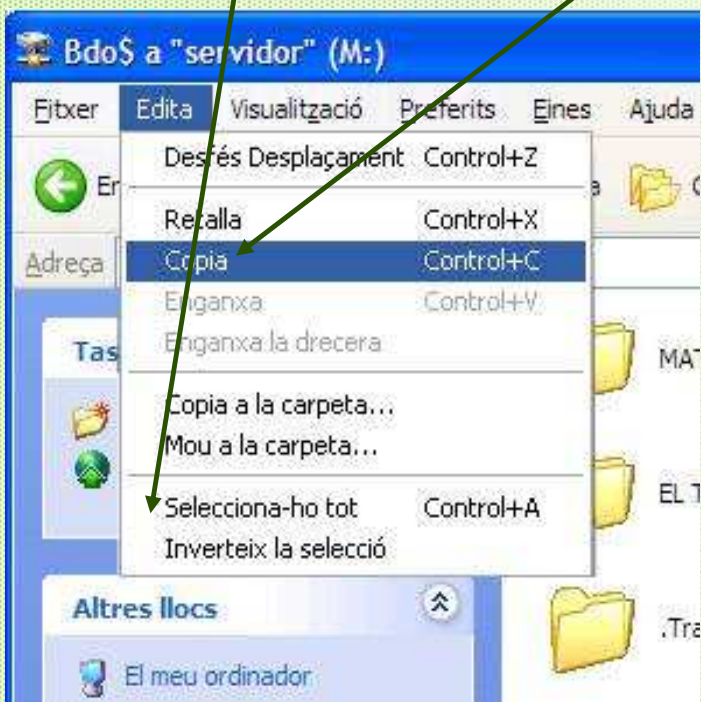 Bdo$ a "servidor" (M:)
Fitxer Edita Visualització Preferits Eines Ajuda
Desfés Desplaçament Control+Z
Retalla Control+X
Adreça Copia Control+C
Enganxa Control+V
Enganxa la drecera
Copia a la carpeta...
Mou a la carpeta...
Selecciona-ho tot Control+A
Inverteix la selecció
Altres llocs
El meu ordinador